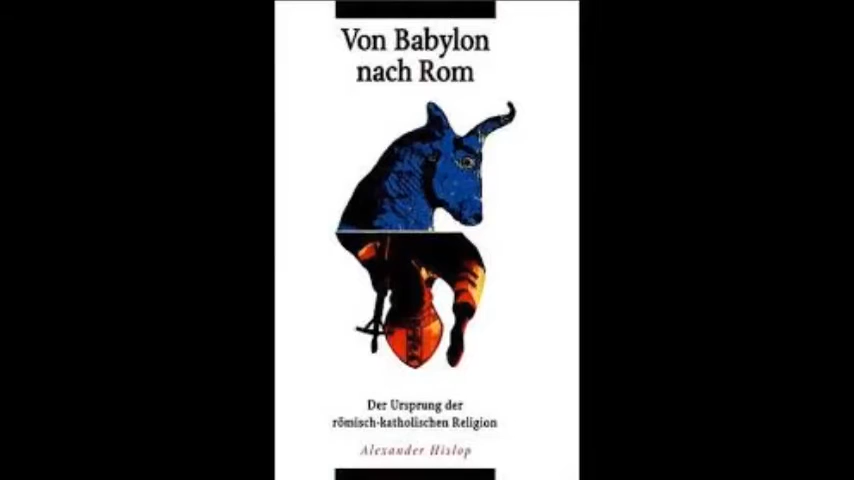 Von Babylon
nach Rom
Der Ursprung der
römisch-katholischen Religion
Alexander Hislop